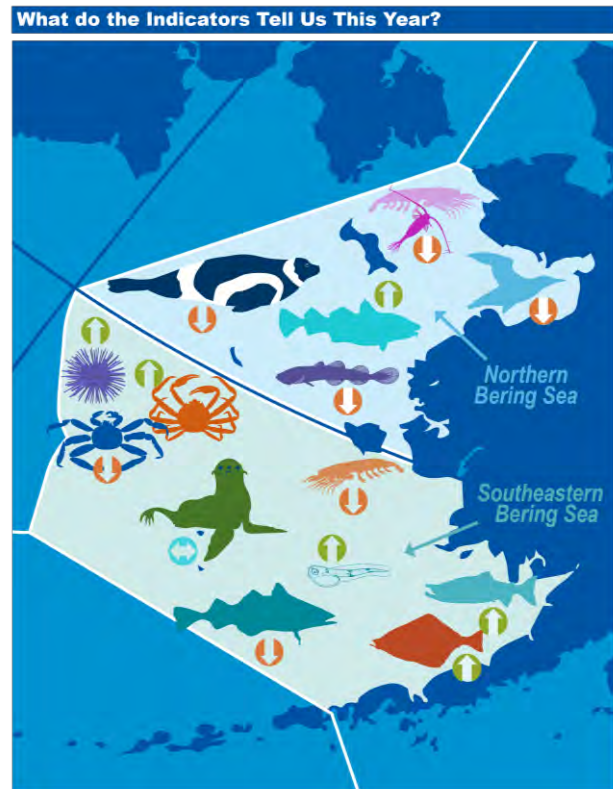 What do the Indicators Tell Us This Year?
Northern
Bering Sea
Southeastern
Bering Sea